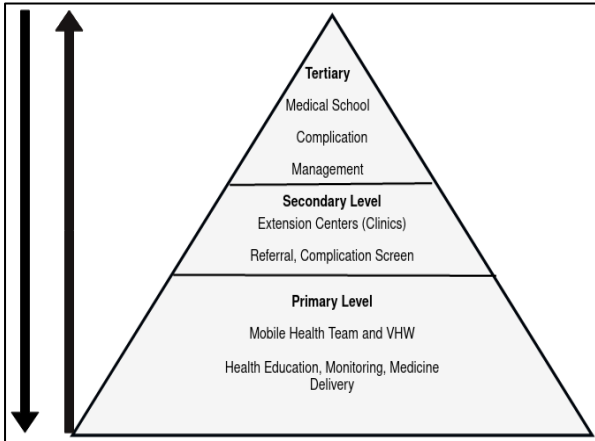 Tertiary
Medical School
Complication
Management
Secondary Level
Extension Centers (Clinics)
Referral, Complication Screen
Primary Level
Mobile Health Team and VHW
Health Education, Monitoring, Medicine
Delivery